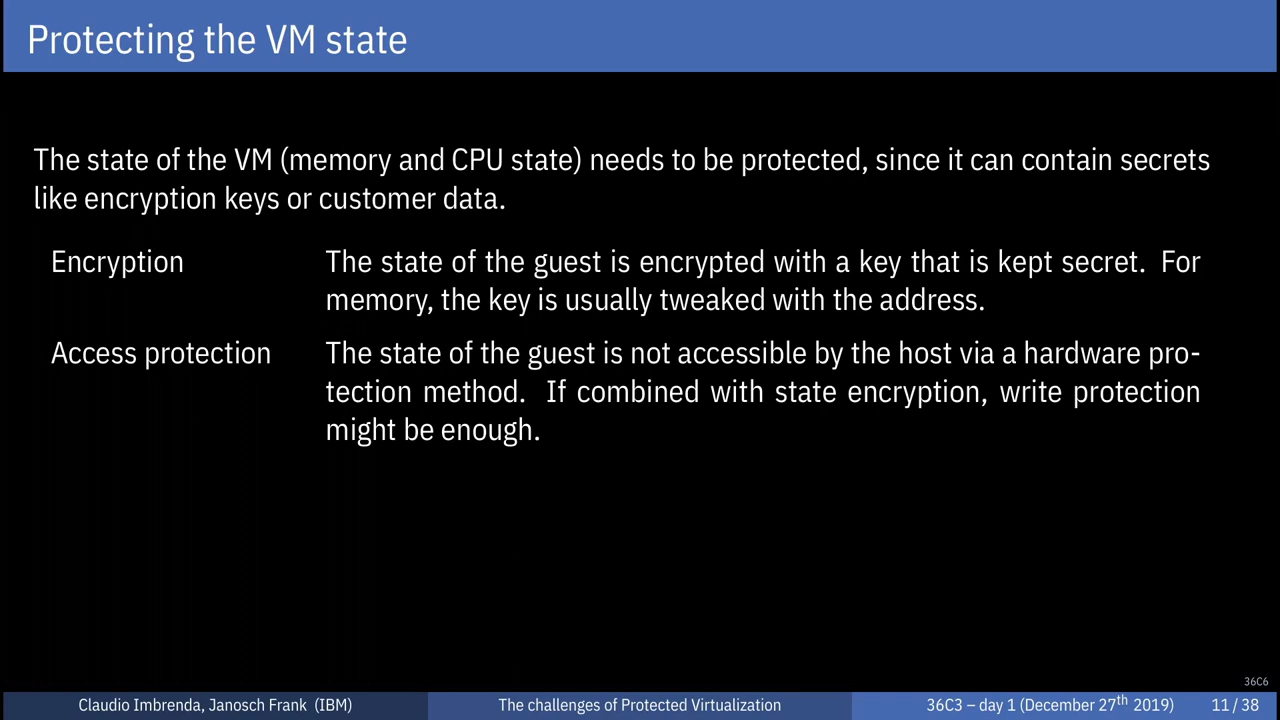 Protecting the VM state
The state of the VM (memory and CPU state) needs to be protected, since it can contain secrets
like encryption keys or customer data.
Encryption The state of the guest is encrypted with a key that is kept secret. For
memory, the key is usually tweaked with the address.
Access protection The state of the guest is not accessible by the host via a hardware pro-
tection method. If combined with state encryption, write protection
might be enough.
36C6
Claudio Imbrenda, Janosch Frank (IBM) The challenges of Protected Virtualization 36C3 – day 1 (December 27th 2019) 11 / 38